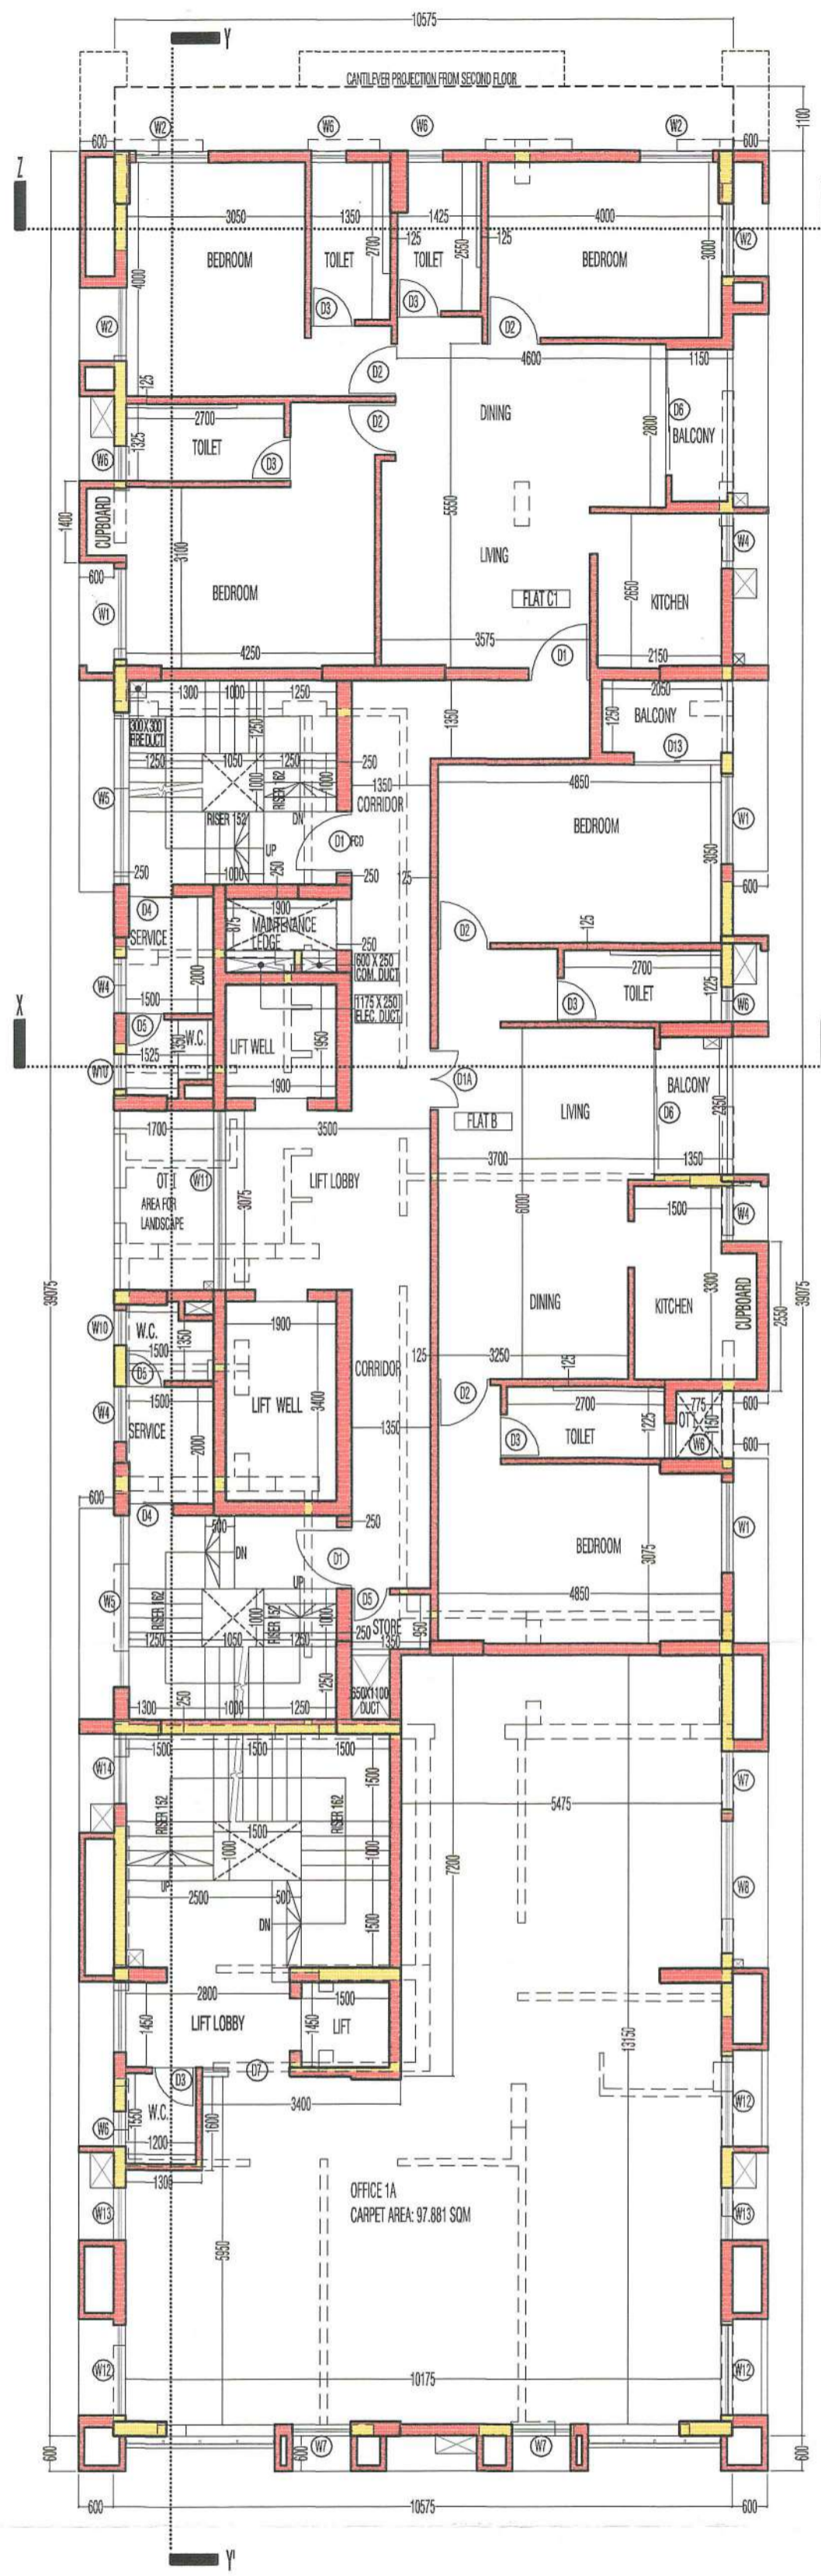 10575
Y
CANTILEVER PROJECTION FROM SECOND FLOOR
1100
W2
W6
W6
W2
600
600
Z
3050
1350
1425
4000
125
125
2700
2550
3000
W2
BEDROOM
TOILET
TOILET
BEDROOM
4000
D3
D3
D2
W2
4600
1150
D2
125
D2
DINING
D6
BALCONY
2700
TOILET
1325
D3
2800
W6
CUPBOARD
1400
3100
5550
LIVING
W4
600
BEDROOM
FLAT C1
2650
KITCHEN
W1
3575
D1
2150
4250
1300
1000
1250
2050
300X300
FIRE DUCT
1250
1350
1250
BALCONY
D13
1250
1050
1250
250
1350
4850
W5
1000
RISER 162
1000
CORRIDOR
BEDROOM
W1
RISER 152
DN
UP
D1
FCD
3050
250
1000
250
250
125
600
D4
1900
875
MAINTENANCE
LEDGE
D2
125
SERVICE
250
600 X 250
COM. DUCT
2700
W4
2000
1500
TOILET
1225
W6
D3
D5
1175 X 250
ELEC. DUCT
X
W.C.
1350
1525
LIFT WELL
1950
W10
1900
D1A
BALCONY
LIVING
D6
2350
FLAT B
1700
3500
3700
1350
W11
LIFT LOBBY
AREA FOR
LANDSCAPE
3075
6000
1500
W4
39075
39075
3300
CUPBOARD
2550
DINING
KITCHEN
W10
W.C.
1350
1500
D5
1900
CORRIDOR
125
3250
125
D2
1500
W4
LIFT WELL
3400
2700
775
600
SERVICE
2000
1350
D3
TOILET
1225
1150
W6
600
600
D4
250
500
DN
D1
BEDROOM
3075
W1
UP
W5
RISER 162
1000
RISER 152
1000
D5
4850
STORE
950
1250
1050
1250
250
1350
1250
650X1100
DUCT
1300
250
1000
1250
1500
1500
1500
W14
1500
W7
RISER 152
RISER 162
5475
1500
1000
1000
7200
UP
W8
2500
500
DN
1500
2800
1500
1450
LIFT LOBBY
1450
LIFT
13150
D3
D7
W12
W.C.
1550
3400
W6
1600
1200
1300
OFFICE 1A
CARPET AREA: 97.881 SQM
W13
W13
5950
W12
10175
W12
600
600
W7
W7
600
600
10575
600
Y'